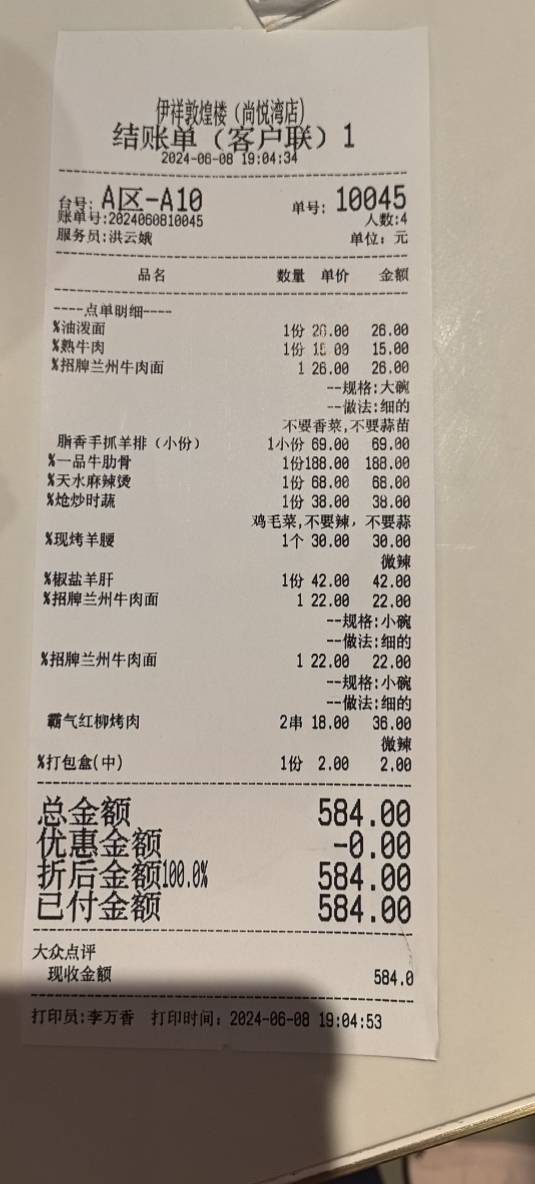 伊祥敦煌楼（尚悦湾店）
结账单（客户联）1
2024-06-08 19:04:34
台号: A区-A10 单号: 10045
账单号:2024060810045 人数:4
服务员:洪云娥 单位: 元
品名 数量 单价 金额
----点单明细----
%油泼面 1份 26.00 26.00
%熟牛肉 1份 15.00 15.00
%招牌兰州牛肉面 1 26.00 26.00
--规格:大碗
--做法:细的
不要香菜,不要蒜苗
脂香手抓羊排（小份） 1小份 69.00 69.00
%一品牛肋骨 1份188.00 188.00
%天水麻辣烫 1份 68.00 68.00
%炝炒时蔬 1份 38.00 38.00
鸡毛菜,不要辣，不要蒜
%现烤羊腰 1个 30.00 30.00
微辣
%椒盐羊肝 1份 42.00 42.00
%招牌兰州牛肉面 1 22.00 22.00
--规格:小碗
--做法:细的
%招牌兰州牛肉面 1 22.00 22.00
--规格:小碗
--做法:细的
霸气红柳烤肉 2串 18.00 36.00
微辣
%打包盒(中) 1份 2.00 2.00
总金额 584.00
优惠金额 -0.00
折后金额100.0% 584.00
已付金额 584.00
大众点评
现收金额 584.0
打印员:李万香 打印时间: 2024-06-08 19:04:53